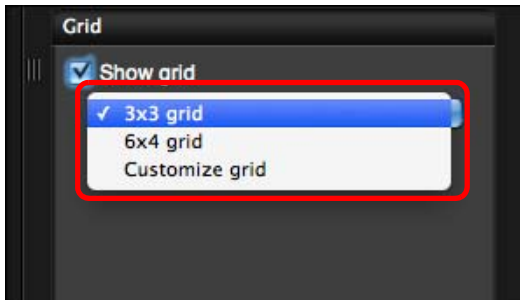 Grid
Show grid
✓ 3x3 grid
6x4 grid
Customize grid